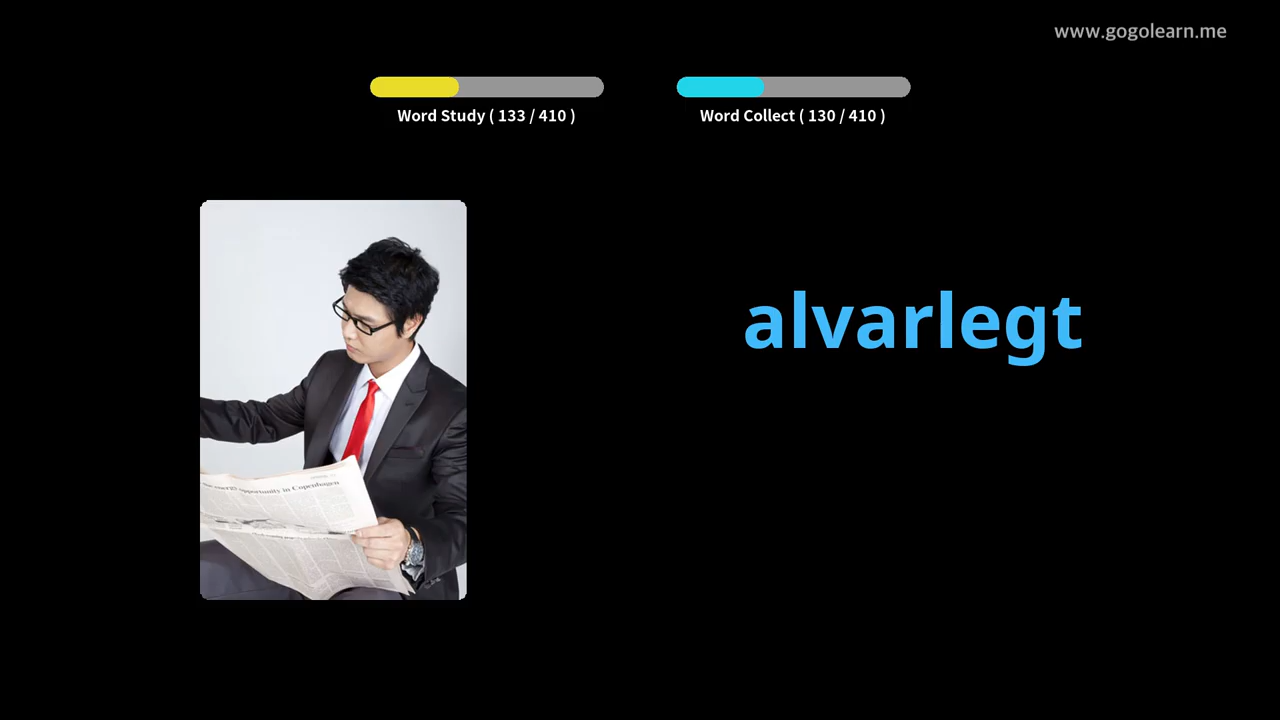 www.gogolearn.me
Word Study ( 133 / 410 )
Word Collect ( 130 / 410 )
alvarlegt
opportunity in Copenhagen